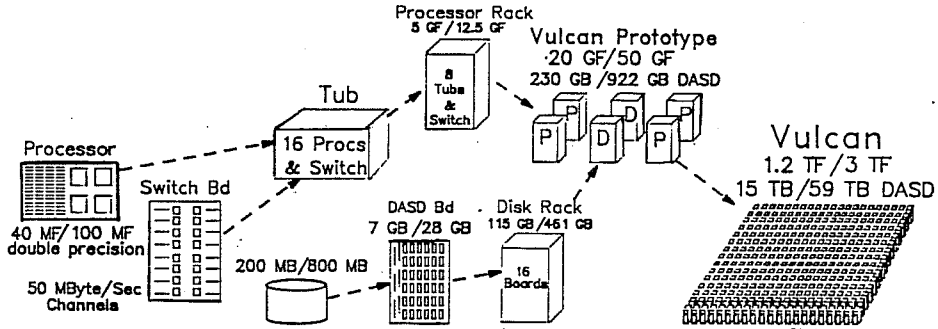 Processor Rack
5 GF/12.5 GF
8
Tubs
&
Switch
Vulcan Prototype
20 GF/50 GF
230 GB/922 GB DASD
P
D
P
P
D
P
Tub
16 Procs
& Switch
Processor
40 MF/100 MF
double precision
Switch Bd
50 MByte/Sec
Channels
200 MB/800 MB
DASD Bd
7 GB/28 GB
Disk Rack
115 GB/461 GB
16
Boards
Vulcan
1.2 TF/3 TF
15 TB/59 TB DASD